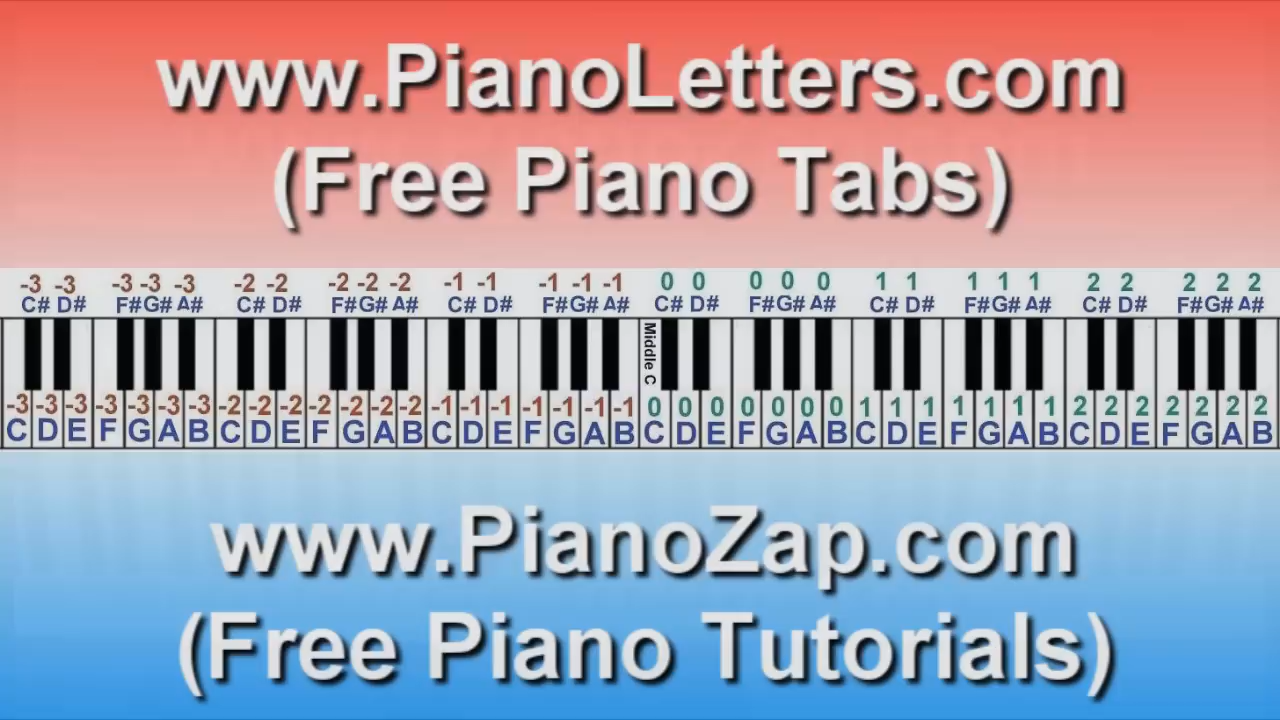 www.PianoLetters.com
(Free Piano Tabs)
-3 -3 -3 -3 -3 -2 -2 -2 -2 -2 -1 -1 -1 -1 -1 0 0 0 0 0 1 1 1 1 1 2 2 2 2 2
C# D# F# G# A# C# D# F# G# A# C# D# F# G# A# C# D# F# G# A# C# D# F# G# A# C# D# F# G# A#
Middle C
-3 -3 -3 -3 -3 -3 -3 -2 -2 -2 -2 -2 -2 -2 -1 -1 -1 -1 -1 -1 -1 0 0 0 0 0 0 0 1 1 1 1 1 1 1 2 2 2 2 2 2 2
C D E F G A B C D E F G A B C D E F G A B C D E F G A B C D E F G A B C D E F G A B
www.PianoZap.com
(Free Piano Tutorials)